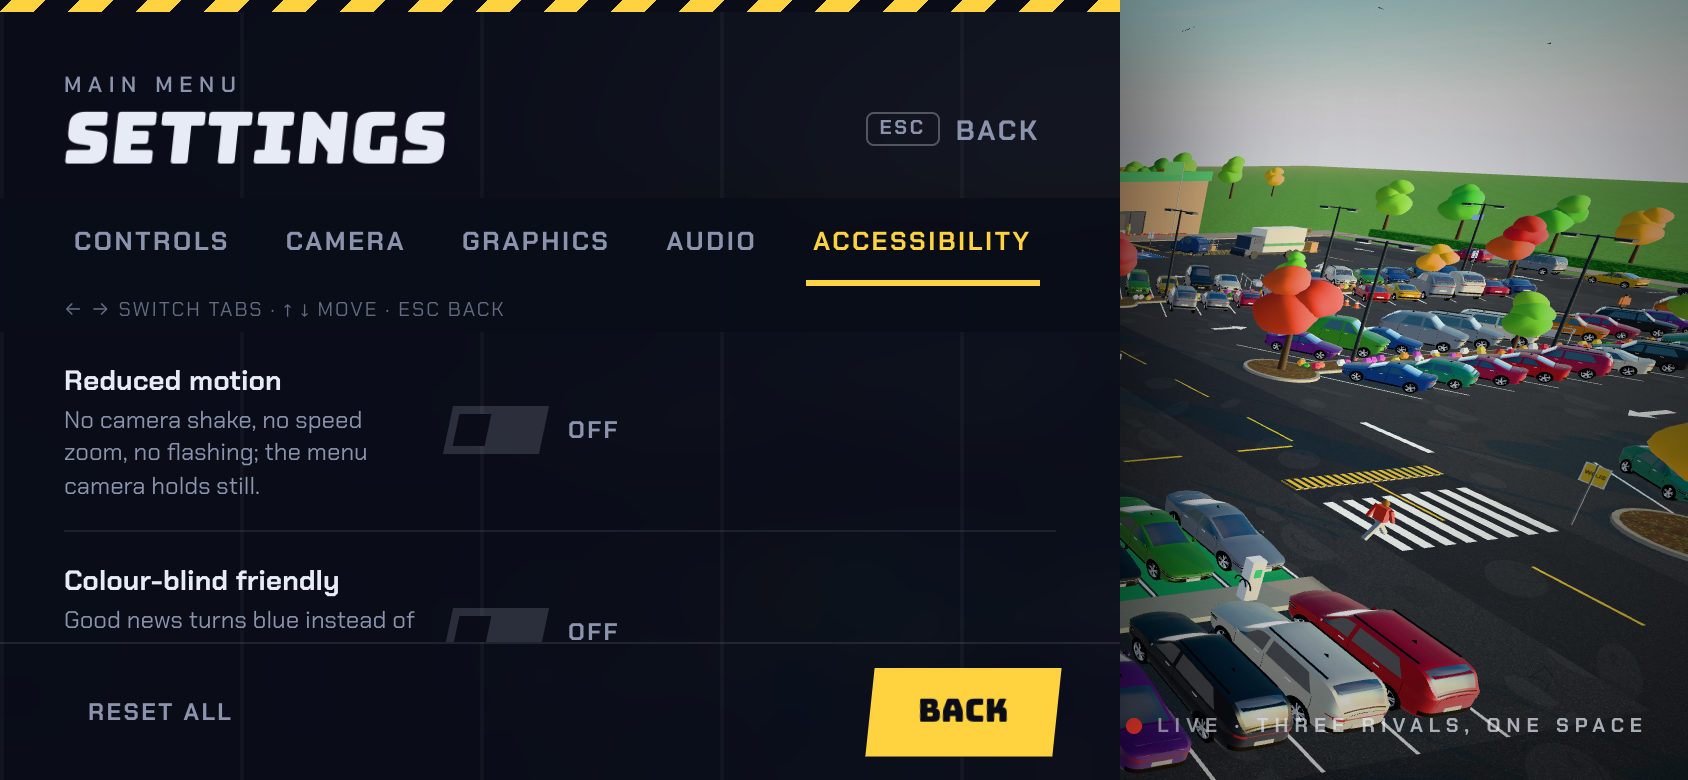 MAIN MENU
SETTINGS
ESC BACK
CONTROLS CAMERA GRAPHICS AUDIO ACCESSIBILITY
← → SWITCH TABS · ↑ ↓ MOVE · ESC BACK
Reduced motion
No camera shake, no speed
zoom, no flashing; the menu
camera holds still.
OFF
Colour-blind friendly
Good news turns blue instead of
OFF
RESET ALL
BACK
LIVE · THREE RIVALS, ONE SPACE